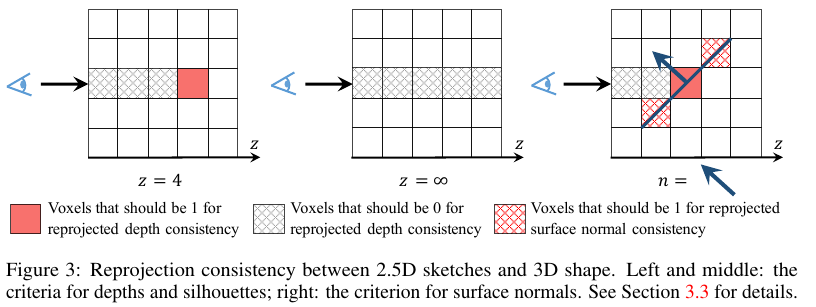 z
z
z
z = 4
z = ∞
n =
Voxels that should be 1 for
reprojected depth consistency
Voxels that should be 0 for
reprojected depth consistency
Voxels that should be 1 for reprojected
surface normal consistency
Figure 3: Reprojection consistency between 2.5D sketches and 3D shape. Left and middle: the
criteria for depths and silhouettes; right: the criterion for surface normals. See Section 3.3 for details.